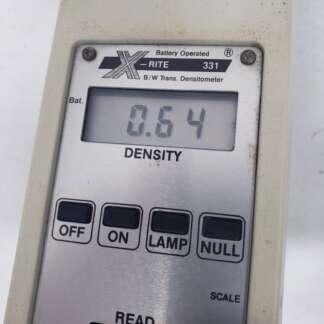 Battery Operated ®
X-RITE 331
B/W Trans. Densitometer
Bat.
0.64
DENSITY
OFF ON LAMP NULL
SCALE
READ